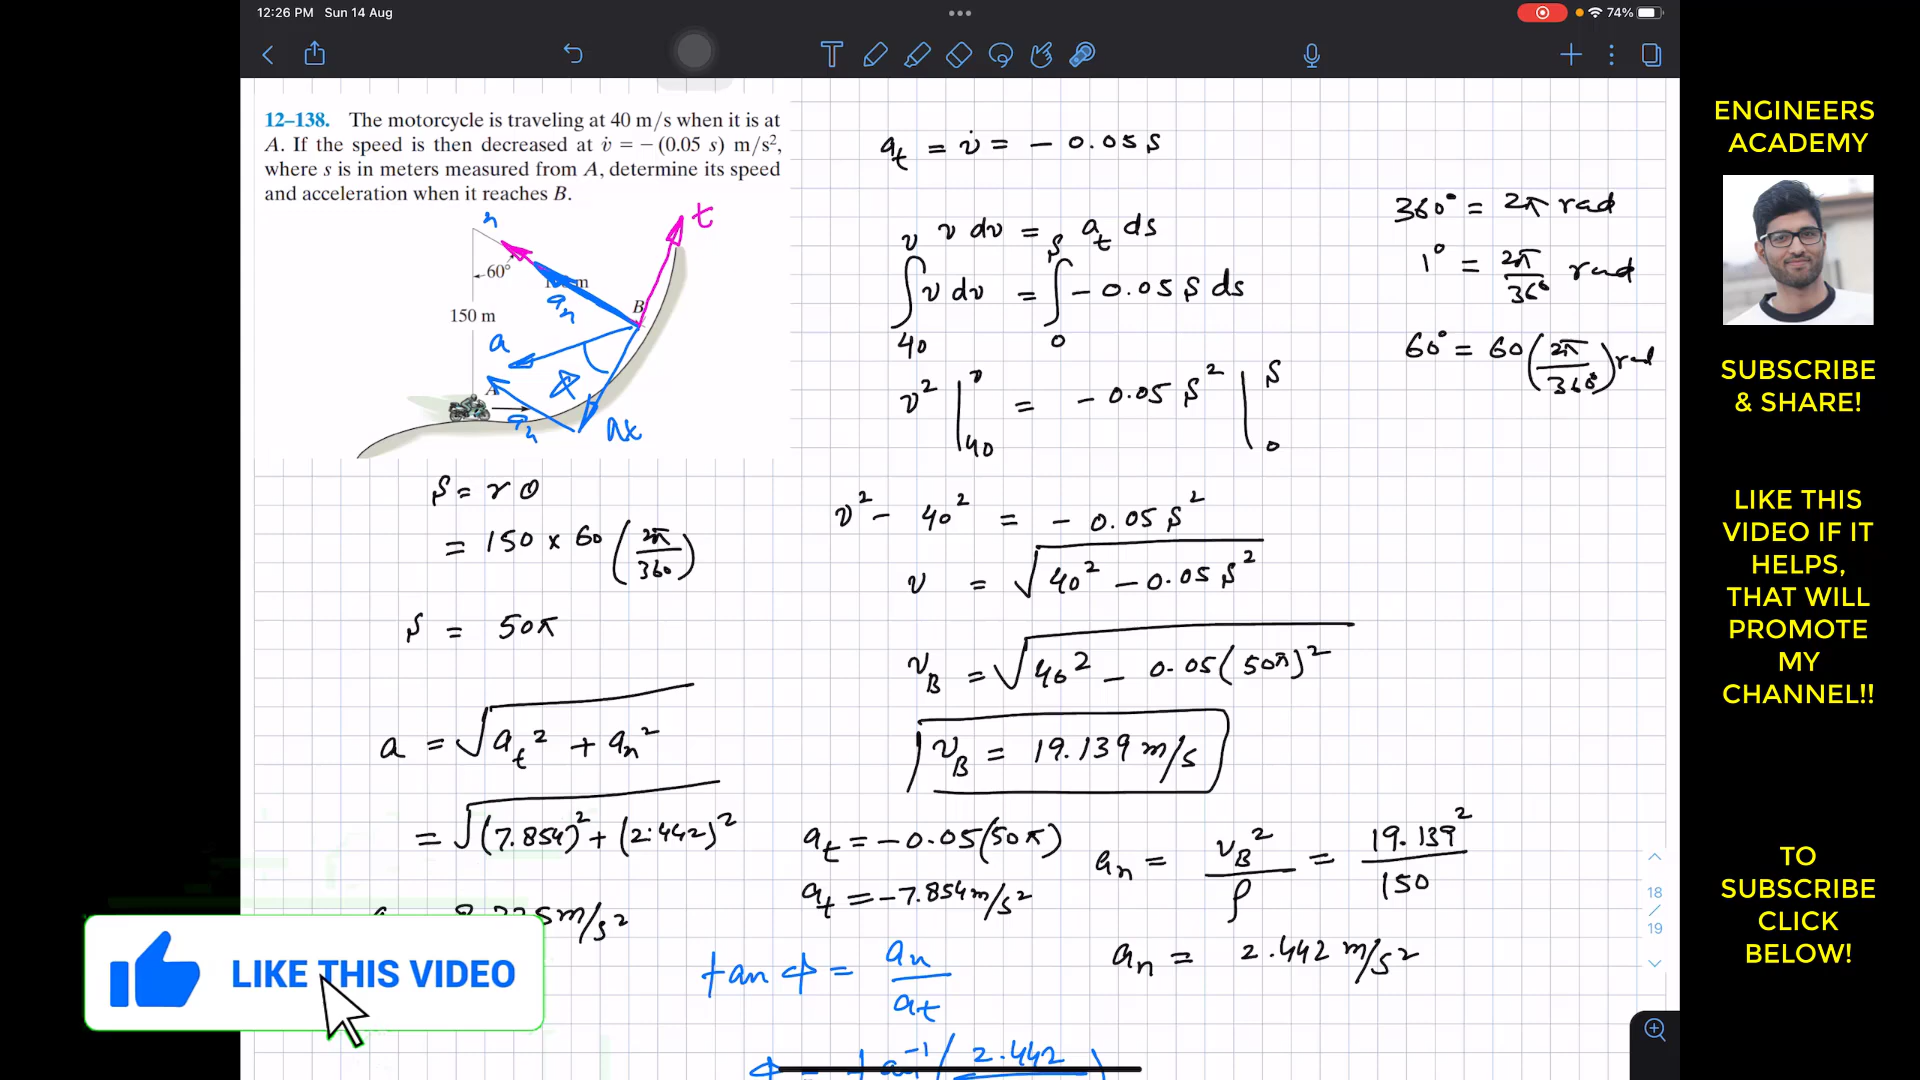 12:26 PM Sun 14 Aug
74%
12–138. The motorcycle is traveling at 40 m/s when it is at
A. If the speed is then decreased at v̇ = − (0.05 s) m/s²,
where s is in meters measured from A, determine its speed
and acceleration when it reaches B.
n
t
60°
m
aₙ
B
150 m
a
A
ϕ
aₙ
at
s = r θ
= 150 × 60 (2π/360)
s = 50π
a = √(aₜ² + aₙ²)
= √((7.854)² + (2.442)²)
m/s²
aₜ = v̇ = − 0.05 s
v dv = aₜ ds
∫₄₀ᵛ v dv = ∫₀ˢ − 0.05 s ds
v² |₄₀ᵛ = − 0.05 s² |₀ˢ
v² − 40² = − 0.05 s²
v = √(40² − 0.05 s²)
v_B = √(40² − 0.05 (50π)²)
v_B = 19.139 m/s
aₜ = −0.05(50π)
aₜ = −7.854 m/s²
aₙ = v_B²/ρ = 19.139²/150
aₙ = 2.442 m/s²
tan ϕ = aₙ/aₜ
2.442
360° = 2π rad
1° = 2π/360 rad
60° = 60 (2π/360°) rad
18
/
19
LIKE THIS VIDEO
ENGINEERS
ACADEMY
SUBSCRIBE
& SHARE!
LIKE THIS
VIDEO IF IT
HELPS,
THAT WILL
PROMOTE
MY
CHANNEL!!
TO
SUBSCRIBE
CLICK
BELOW!